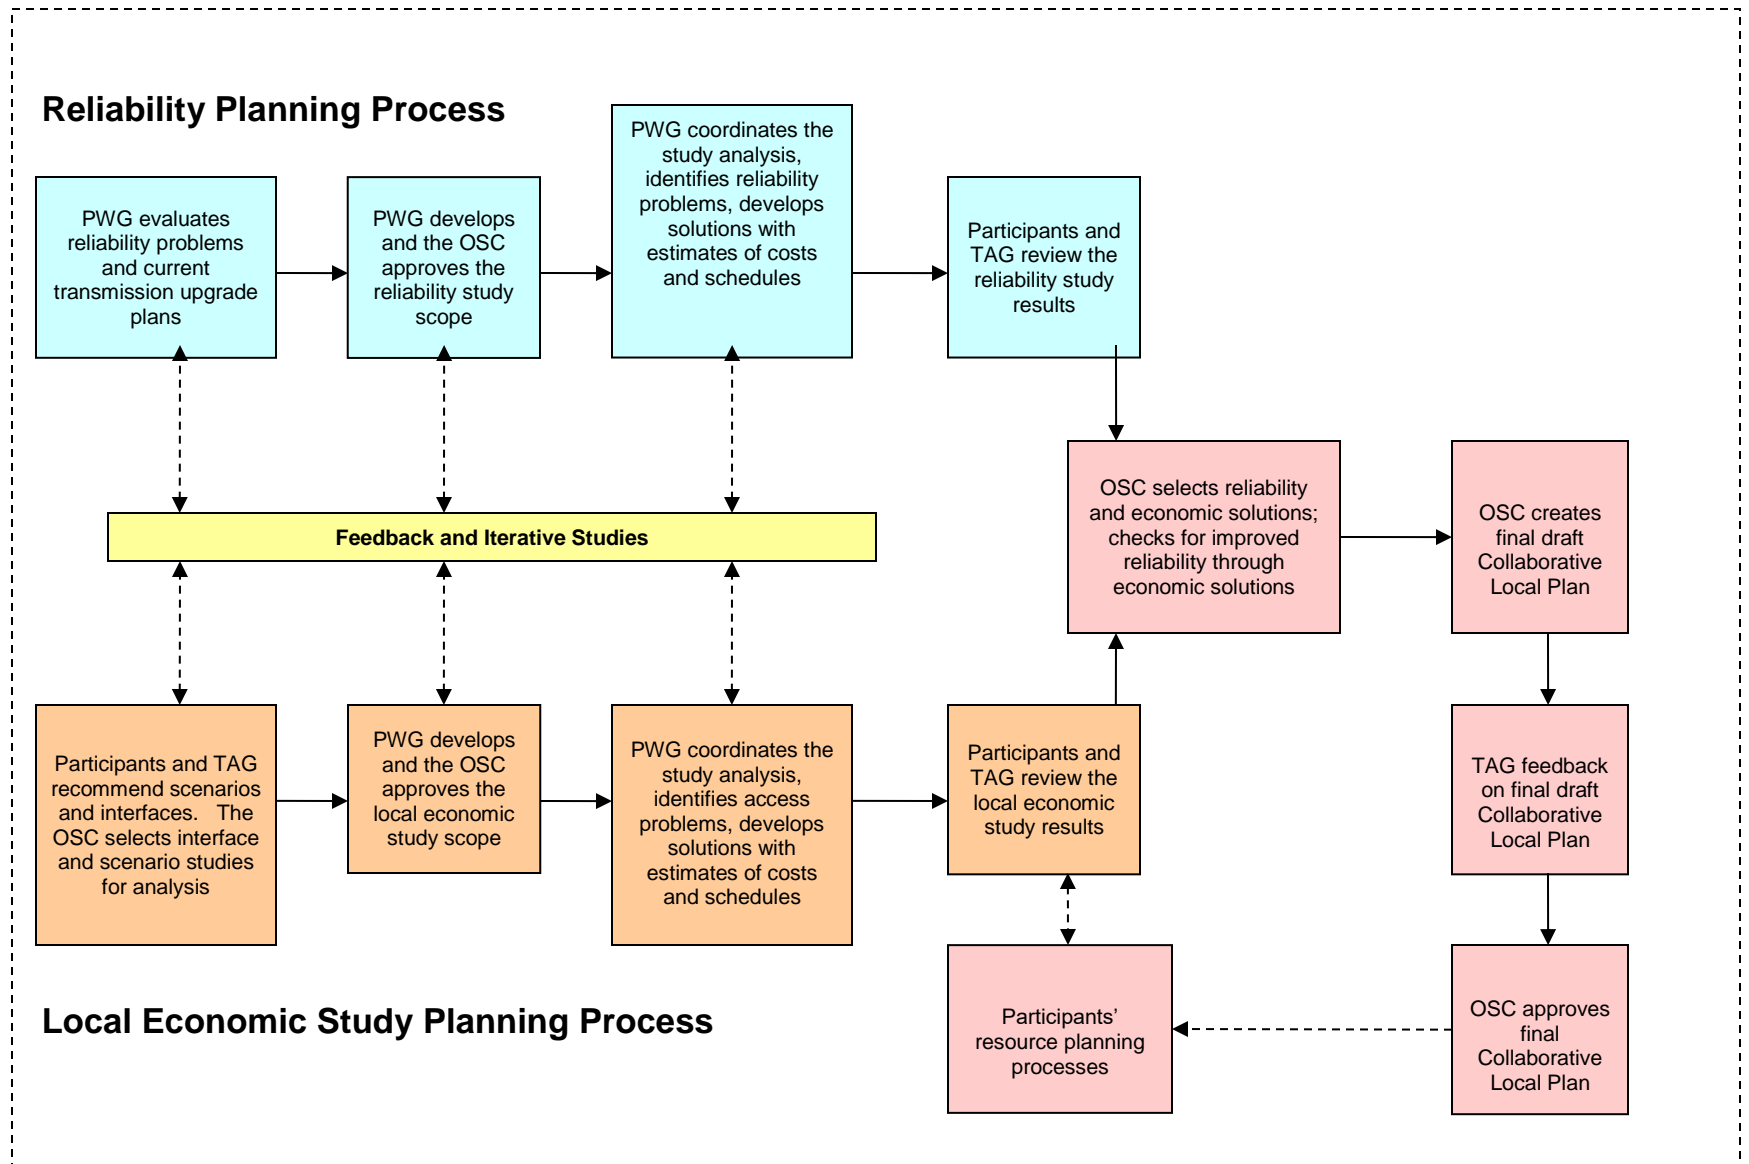 Reliability Planning Process
PWG evaluates
reliability problems
and current
transmission upgrade
plans
PWG develops
and the OSC
approves the
reliability study
scope
PWG coordinates the
study analysis,
identifies reliability
problems, develops
solutions with
estimates of costs
and schedules
Participants and
TAG review the
reliability study
results
Feedback and Iterative Studies
OSC selects reliability
and economic solutions;
checks for improved
reliability through
economic solutions
OSC creates
final draft
Collaborative
Local Plan
Participants and TAG
recommend scenarios
and interfaces.   The
OSC selects interface
and scenario studies
for analysis
PWG develops
and the OSC
approves the
local economic
study scope
PWG coordinates the
study analysis,
identifies access
problems, develops
solutions with
estimates of costs
and schedules
Participants and
TAG review the
local economic
study results
TAG feedback
on final draft
Collaborative
Local Plan
Local Economic Study Planning Process
Participants’
resource planning
processes
OSC approves
final
Collaborative
Local Plan